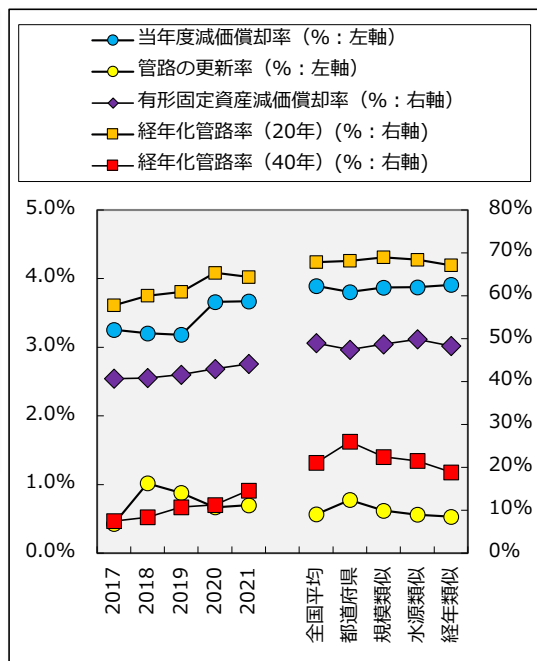 当年度減価償却率（%：左軸）
管路の更新率（%：左軸）
有形固定資産減価償却率（%：右軸）
経年化管路率（20年）(%：右軸)
経年化管路率（40年）(%：右軸)
5.0%
4.0%
3.0%
2.0%
1.0%
0.0%
80%
70%
60%
50%
40%
30%
20%
10%
0%
2017
2018
2019
2020
2021
全国平均
都道府県
規模類似
水源類似
経年類似